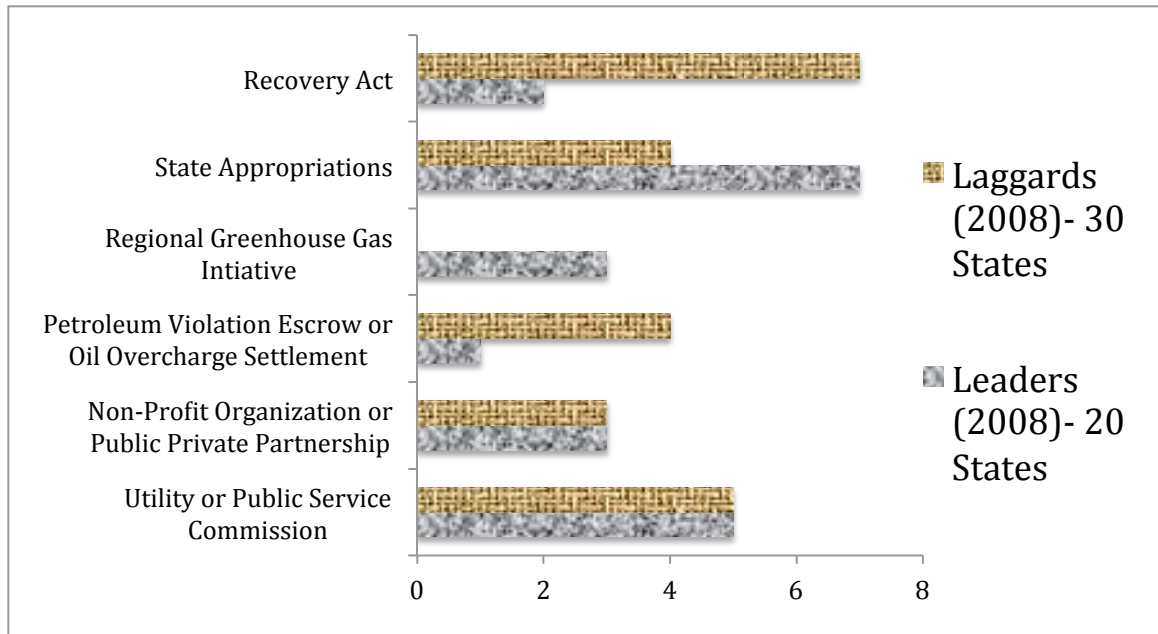 Recovery Act
State Appropriations
Regional Greenhouse Gas
Intiative
Petroleum Violation Escrow or
Oil Overcharge Settlement
Non-Profit Organization or
Public Private Partnership
Utility or Public Service
Commission
0 2 4 6 8
Laggards
(2008)- 30
States
Leaders
(2008)- 20
States